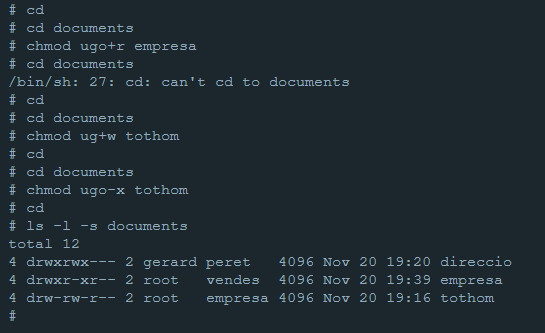 # cd
# cd documents
# chmod ugo+r empresa
# cd documents
/bin/sh: 27: cd: can't cd to documents
# cd
# cd documents
# chmod ug+w tothom
# cd
# cd documents
# chmod ugo-x tothom
# cd
# ls -l -s documents
total 12
4 drwxrwx--- 2 gerard peret   4096 Nov 20 19:20 direccio
4 drwxr-xr-- 2 root   vendes  4096 Nov 20 19:39 empresa
4 drw-rw-r-- 2 root   empresa 4096 Nov 20 19:16 tothom
#